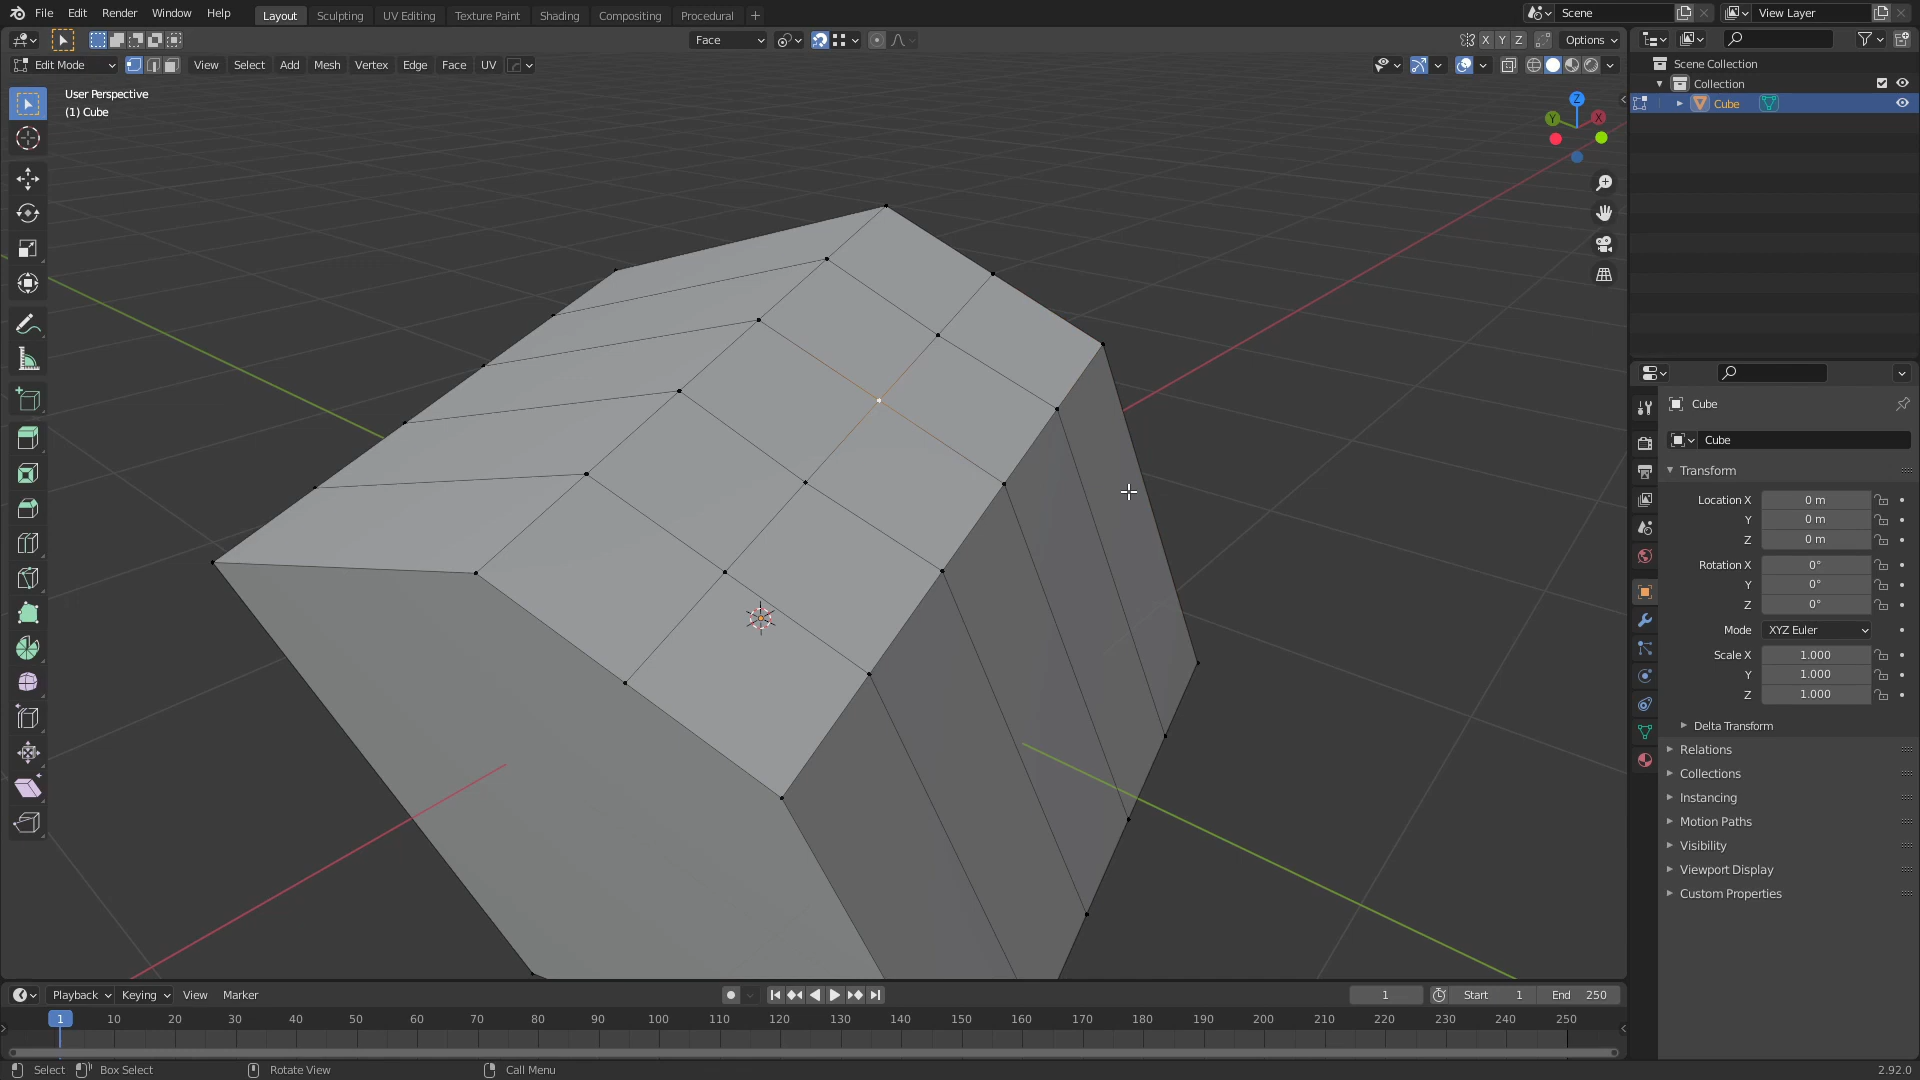 File Edit Render Window Help Layout Sculpting UV Editing Texture Paint Shading Compositing Procedural + Scene View Layer
Face X Y Z Options
Edit Mode View Select Add Mesh Vertex Edge Face UV
User Perspective
(1) Cube
Z
Y X
Scene Collection
Collection
Cube
Cube
Cube
Transform
Location X 0 m
Y 0 m
Z 0 m
Rotation X 0°
Y 0°
Z 0°
Mode XYZ Euler
Scale X 1.000
Y 1.000
Z 1.000
Delta Transform
Relations
Collections
Instancing
Motion Paths
Visibility
Viewport Display
Custom Properties
Playback Keying View Marker 1 Start 1 End 250
1 10 20 30 40 50 60 70 80 90 100 110 120 130 140 150 160 170 180 190 200 210 220 230 240 250
Select Box Select Rotate View Call Menu 2.92.0